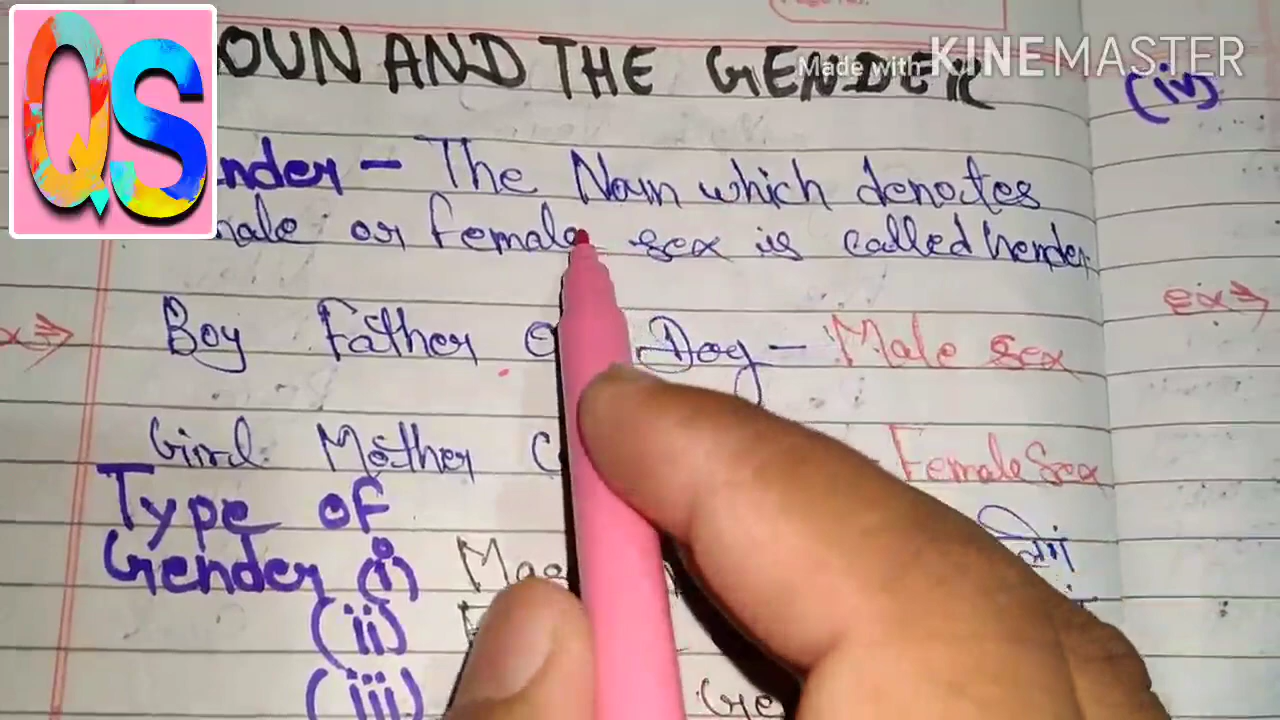 QS
OUN AND THE GENDER
Made with KINEMASTER
(iv)
nder - The Noun which denotes
male or female sex is called Gender
ex ⇒
Boy Father Dog - Male sex
Girl Mother Female Sex
Type of
Gender (i)
लिंग
(ii)
(iii) Ge